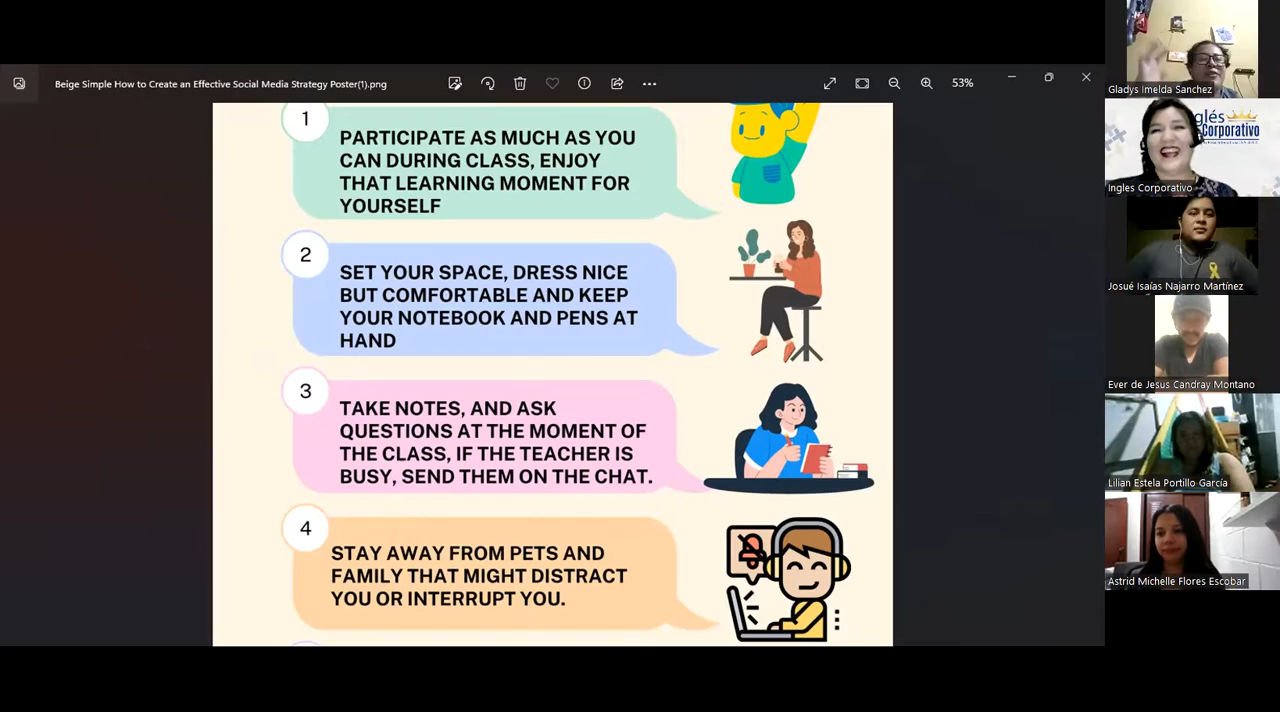 Beige Simple How to Create an Effective Social Media Strategy Poster(1).png
53%
1
PARTICIPATE AS MUCH AS YOU
CAN DURING CLASS, ENJOY
THAT LEARNING MOMENT FOR
YOURSELF
2
SET YOUR SPACE, DRESS NICE
BUT COMFORTABLE AND KEEP
YOUR NOTEBOOK AND PENS AT
HAND
3
TAKE NOTES, AND ASK
QUESTIONS AT THE MOMENT OF
THE CLASS, IF THE TEACHER IS
BUSY, SEND THEM ON THE CHAT.
4
STAY AWAY FROM PETS AND
FAMILY THAT MIGHT DISTRACT
YOU OR INTERRUPT YOU.
Gladys Imelda Sanchez
glés
Corporativo
Ingles Corporativo
Josué Isaías Najarro Martínez
Ever de Jesus Candray Montano
Lilian Estela Portillo García
Astrid Michelle Flores Escobar